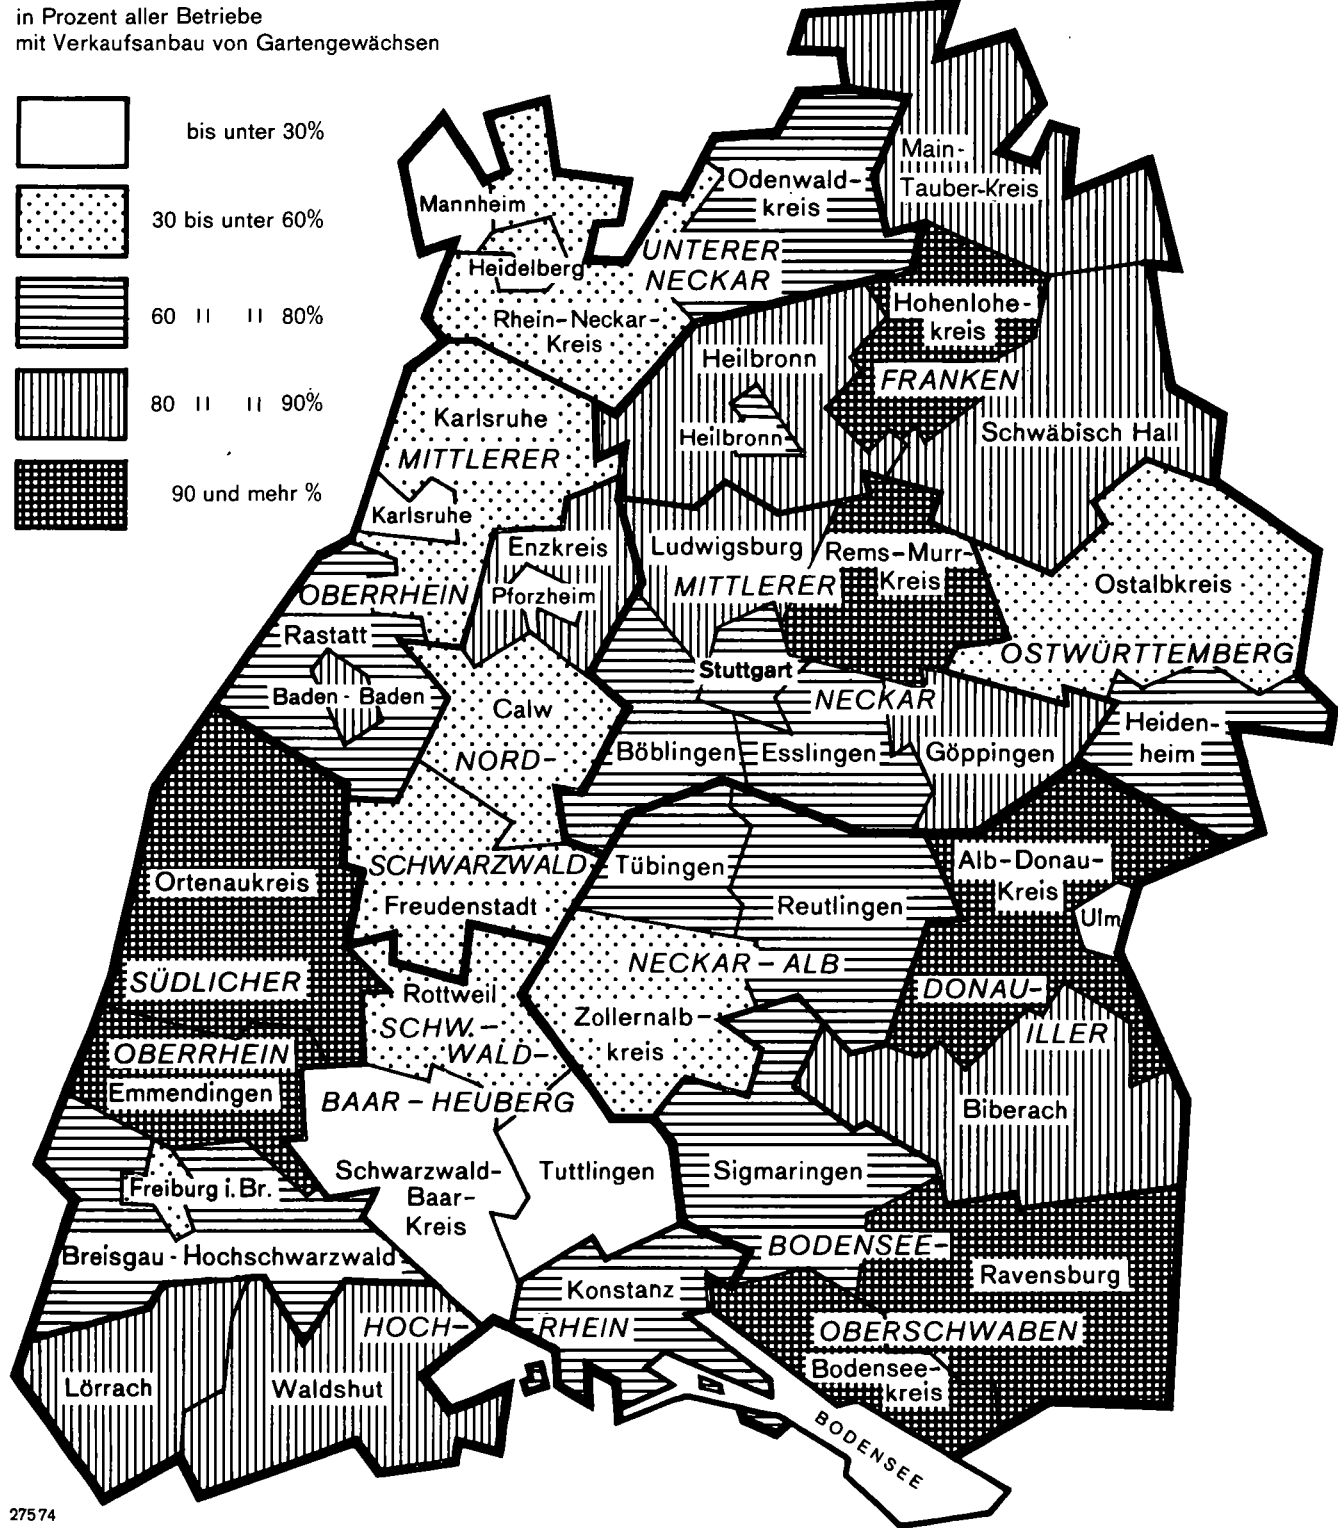 in Prozent aller Betriebe
mit Verkaufsanbau von Gartengewächsen
bis unter 30%
30 bis unter 60%
60 " " 80%
80 " " 90%
90 und mehr %
Main-
Tauber-Kreis
Odenwald-
kreis
Mannheim
UNTERER
NECKAR
Heidelberg
Rhein-Neckar-
Kreis
Hohenlohe-
kreis
Heilbronn
FRANKEN
Karlsruhe
Heilbronn
Schwäbisch Hall
MITTLERER
Karlsruhe
Enzkreis
Ludwigsburg
Rems-Murr-
Kreis
MITTLERER
Ostalbkreis
OBERRHEIN
Pforzheim
Rastatt
OSTWÜRTTEMBERG
Stuttgart
Baden-Baden
NECKAR
Calw
Heiden-
heim
Böblingen
Esslingen
Göppingen
NORD-
SCHWARZWALD
Tübingen
Alb-Donau-
Kreis
Ortenaukreis
Freudenstadt
Reutlingen
Ulm
NECKAR-ALB
SÜDLICHER
Rottweil
DONAU-
SCHW.-
WALD-
Zollernalb-
kreis
ILLER
OBERRHEIN
Emmendingen
BAAR-HEUBERG
Biberach
Schwarzwald-
Baar-
Kreis
Tuttlingen
Sigmaringen
Freiburg i. Br.
Breisgau-Hochschwarzwald
BODENSEE-
Ravensburg
Konstanz
HOCH-
RHEIN
OBERSCHWABEN
Bodensee-
kreis
Lörrach
Waldshut
BODENSEE
27574